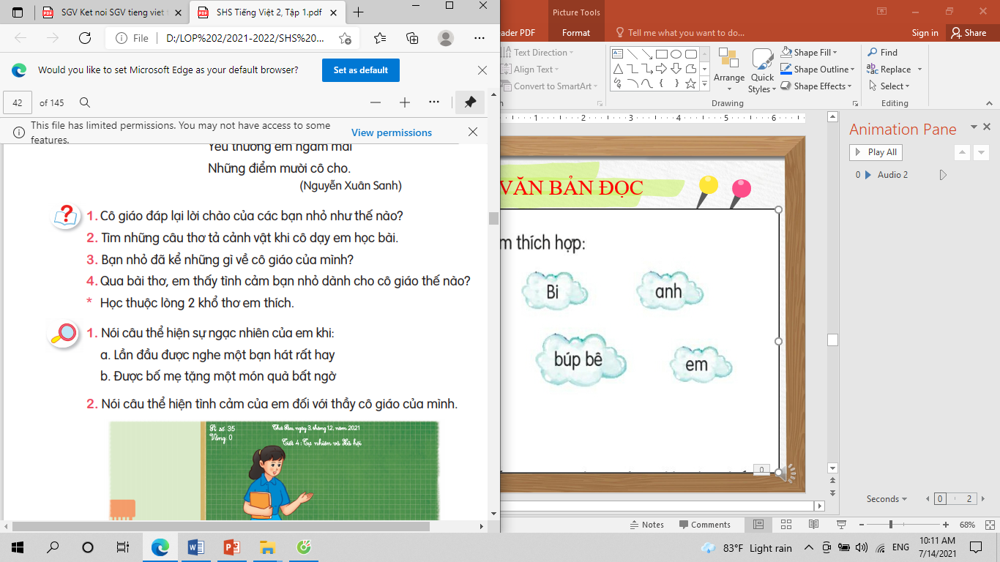 SGV Ket noi SGV tieng viet
SHS Tiếng Việt 2, Tập 1.pdf
File
D:/LOP%202/2021-2022/SHS%20...
Would you like to set Microsoft Edge as your default browser?
Set as default
42
of 145
This file has limited permissions. You may not have access to some
features.
View permissions
Yêu thương em ngắm mãi
Những điểm mười cô cho.
(Nguyễn Xuân Sanh)
1. Cô giáo đáp lại lời chào của các bạn nhỏ như thế nào?
2. Tìm những câu thơ tả cảnh vật khi cô dạy em học bài.
3. Bạn nhỏ đã kể những gì về cô giáo của mình?
4. Qua bài thơ, em thấy tình cảm bạn nhỏ dành cho cô giáo thế nào?
* Học thuộc lòng 2 khổ thơ em thích.
1. Nói câu thể hiện sự ngạc nhiên của em khi:
a. Lần đầu được nghe một bạn hát rất hay
b. Được bố mẹ tặng một món quà bất ngờ
2. Nói câu thể hiện tình cảm của em đối với thầy cô giáo của mình.
Sĩ số 35
Vắng 0
Thứ Sáu, ngày 3, tháng 12, năm 2021
Tiết 4: Tự nhiên và Xã hội
Picture Tools
ader PDF
Format
Tell me what you want to do...
Sign in
Share
Text Direction
Align Text
Convert to SmartArt
Arrange
Quick
Styles
Shape Fill
Shape Outline
Shape Effects
Drawing
Find
Replace
Select
Editing
1 2 3 4 5 6
VĂN BẢN ĐỌC
m thích hợp:
Bi
anh
búp bê
em
0
Animation Pane
Play All
0 Audio 2
Seconds
0 2
Notes
Comments
68%
83°F Light rain
ENG
10:11 AM
7/14/2021